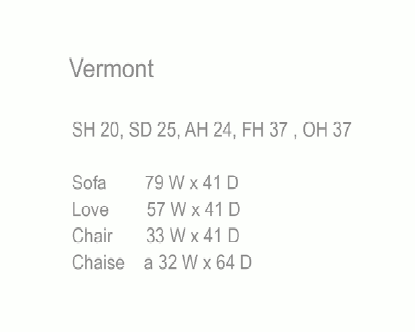 Vermont
SH 20, SD 25, AH 24, FH 37 , OH 37
Sofa 79 W x 41 D
Love 57 W x 41 D
Chair 33 W x 41 D
Chaise a 32 W x 64 D